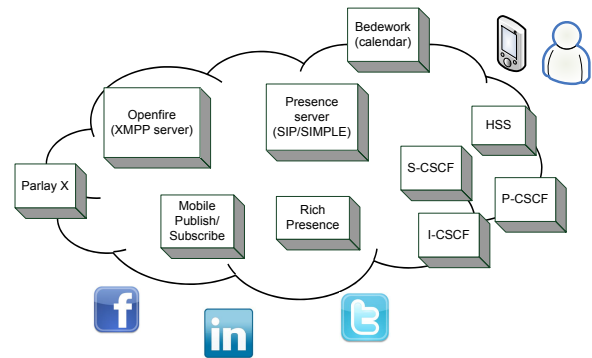 Bedework
(calendar)
Openfire
(XMPP server)
Presence
server
(SIP/SIMPLE)
HSS
S-CSCF
Parlay X
P-CSCF
Mobile
Publish/
Subscribe
Rich
Presence
I-CSCF
f
in
t